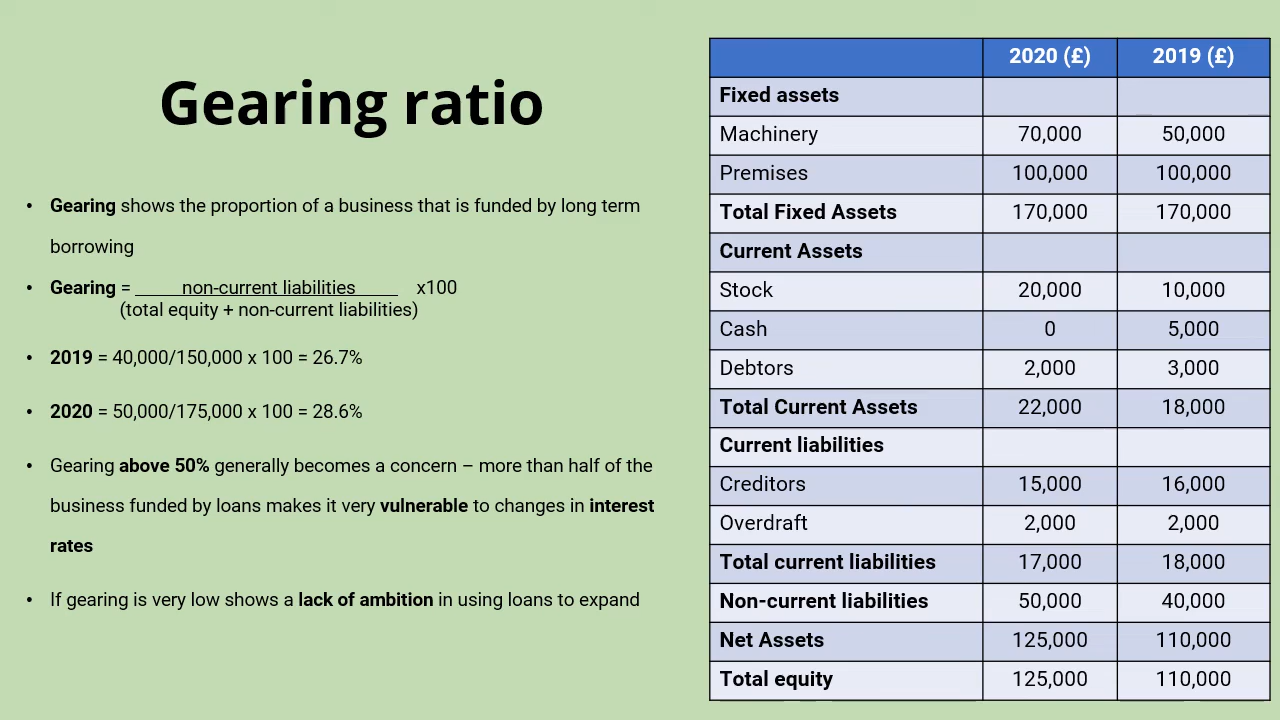 Gearing ratio
• Gearing shows the proportion of a business that is funded by long term
borrowing
• Gearing = non-current liabilities x100
(total equity + non-current liabilities)
• 2019 = 40,000/150,000 x 100 = 26.7%
• 2020 = 50,000/175,000 x 100 = 28.6%
• Gearing above 50% generally becomes a concern – more than half of the
business funded by loans makes it very vulnerable to changes in interest
rates
• If gearing is very low shows a lack of ambition in using loans to expand
2020 (£) 2019 (£)
Fixed assets
Machinery 70,000 50,000
Premises 100,000 100,000
Total Fixed Assets 170,000 170,000
Current Assets
Stock 20,000 10,000
Cash 0 5,000
Debtors 2,000 3,000
Total Current Assets 22,000 18,000
Current liabilities
Creditors 15,000 16,000
Overdraft 2,000 2,000
Total current liabilities 17,000 18,000
Non-current liabilities 50,000 40,000
Net Assets 125,000 110,000
Total equity 125,000 110,000